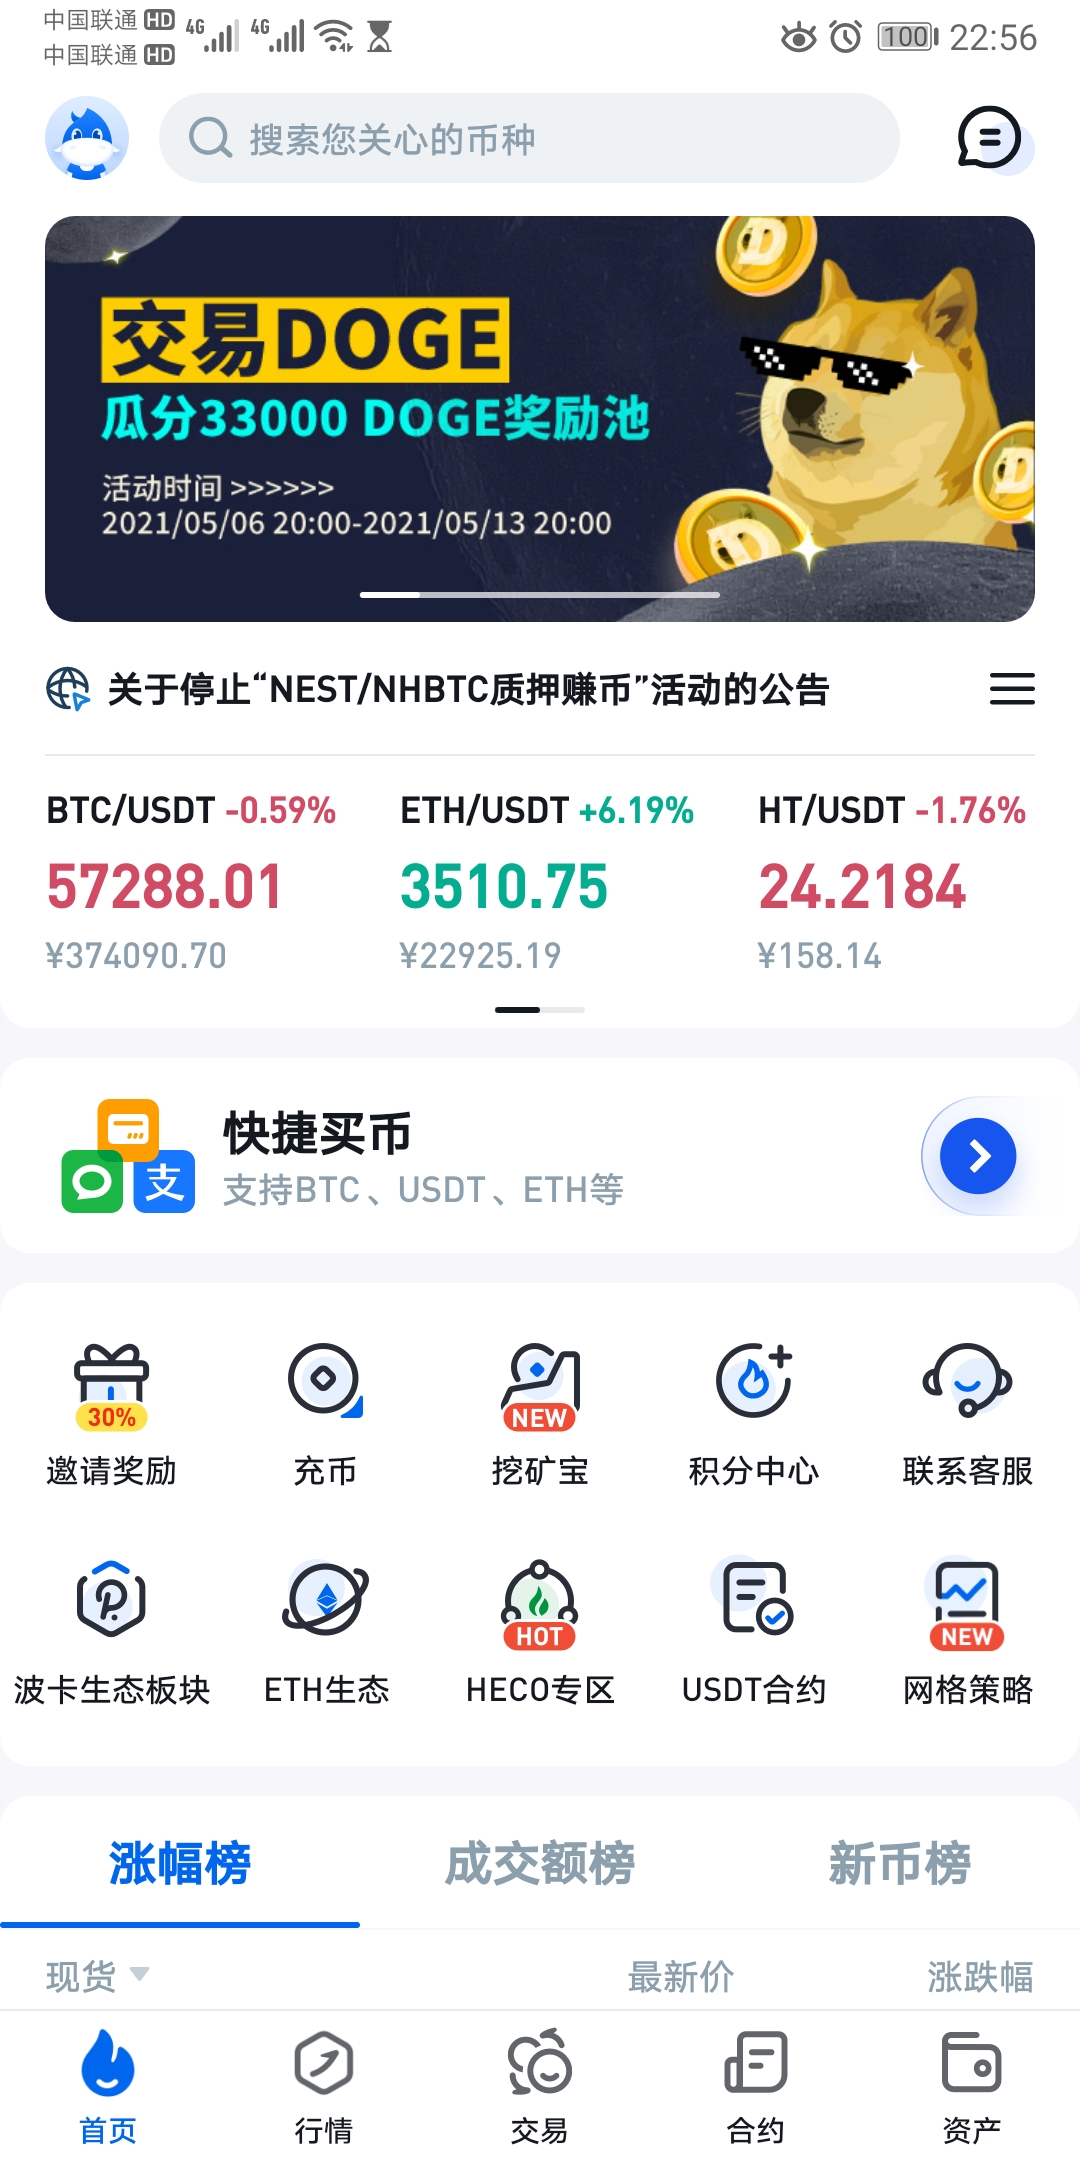 中国联通 HD 4G 4G 100 22:56
中国联通 HD
搜索您关心的币种
交易DOGE
瓜分33000 DOGE奖励池
活动时间 >>>>>>
2021/05/06 20:00-2021/05/13 20:00
关于停止“NEST/NHBTC质押赚币”活动的公告
BTC/USDT -0.59% ETH/USDT +6.19% HT/USDT -1.76%
57288.01 3510.75 24.2184
¥374090.70 ¥22925.19 ¥158.14
快捷买币
支
支持BTC、USDT、ETH等
30% NEW
邀请奖励 充币 挖矿宝 积分中心 联系客服
HOT NEW
波卡生态板块 ETH生态 HECO专区 USDT合约 网格策略
涨幅榜 成交额榜 新币榜
现货 最新价 涨跌幅
首页 行情 交易 合约 资产